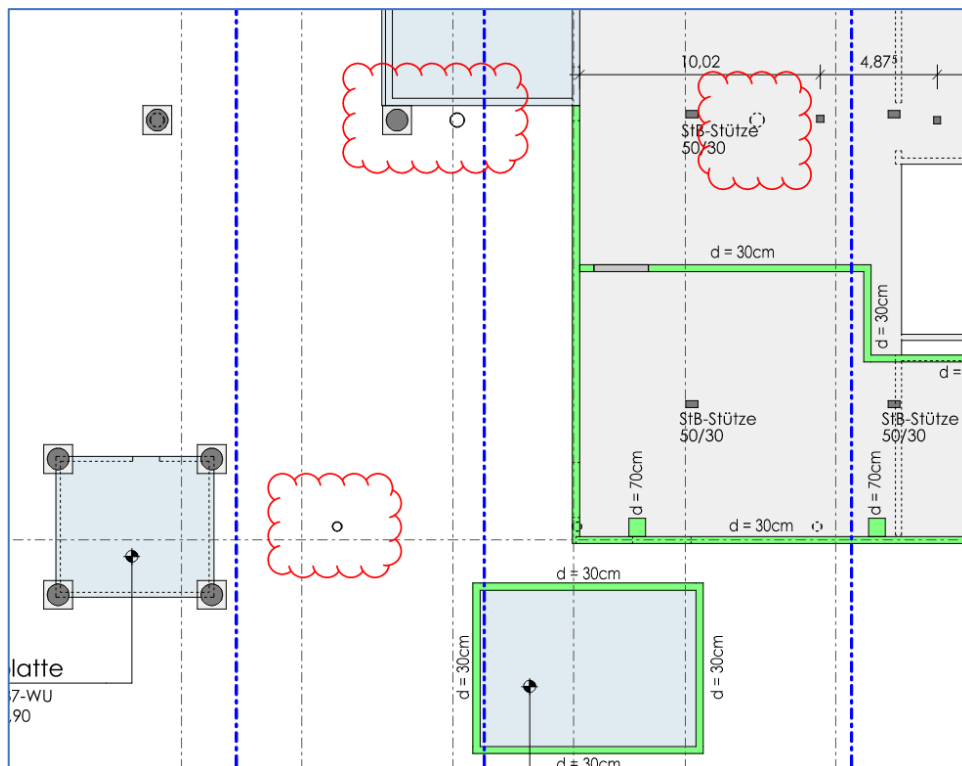 10,02
4,87⁵
StB-Stütze
50/30
d = 30cm
d = 30cm
d =
StB-Stütze
50/30
StB-Stütze
50/30
d = 70cm
d = 70cm
d = 30cm
d = 30cm
d = 30cm
d = 30cm
latte
7-WU
,90
d = 30cm